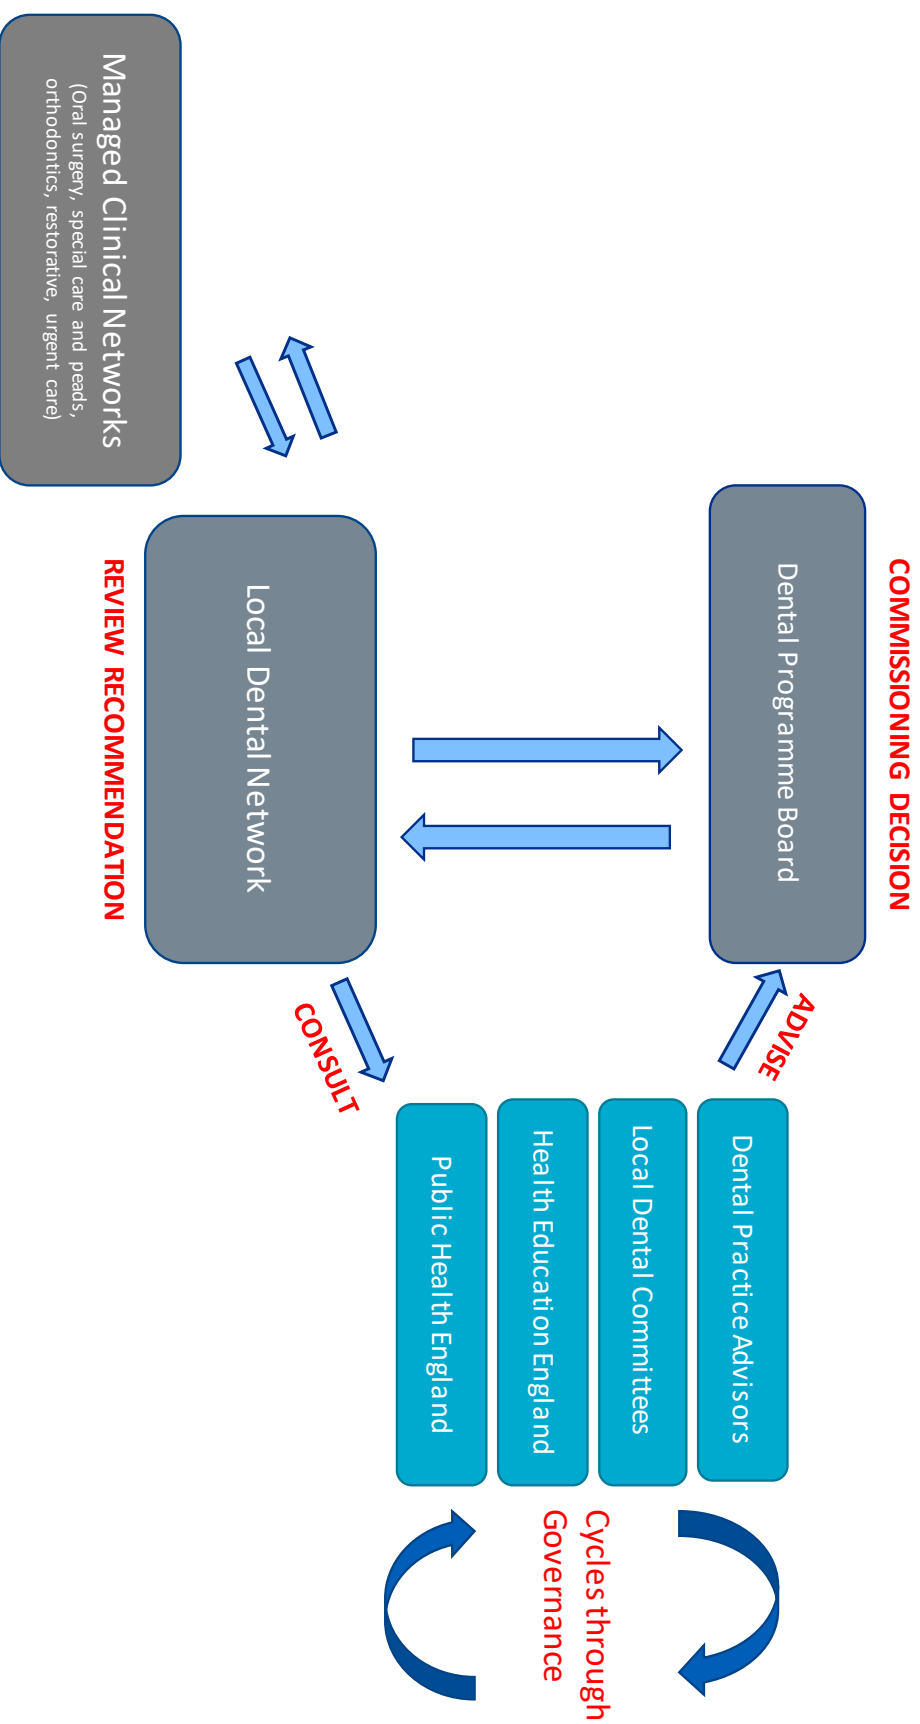 COMMISSIONING DECISION
Dental Programme Board
ADVISE
Dental Practice Advisors
Local Dental Committees
Health Education England
Public Health England
Cycles through
Governance
CONSULT
Local Dental Network
REVIEW RECOMMENDATION
Managed Clinical Networks
(Oral surgery, special care and peads,
orthodontics, restorative, urgent care)